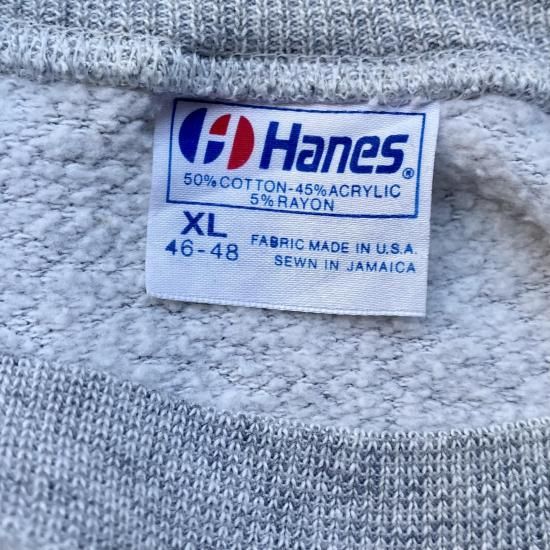 Hanes®
50% COTTON-45% ACRYLIC
5% RAYON
XL
46-48
FABRIC MADE IN U.S.A.
SEWN IN JAMAICA